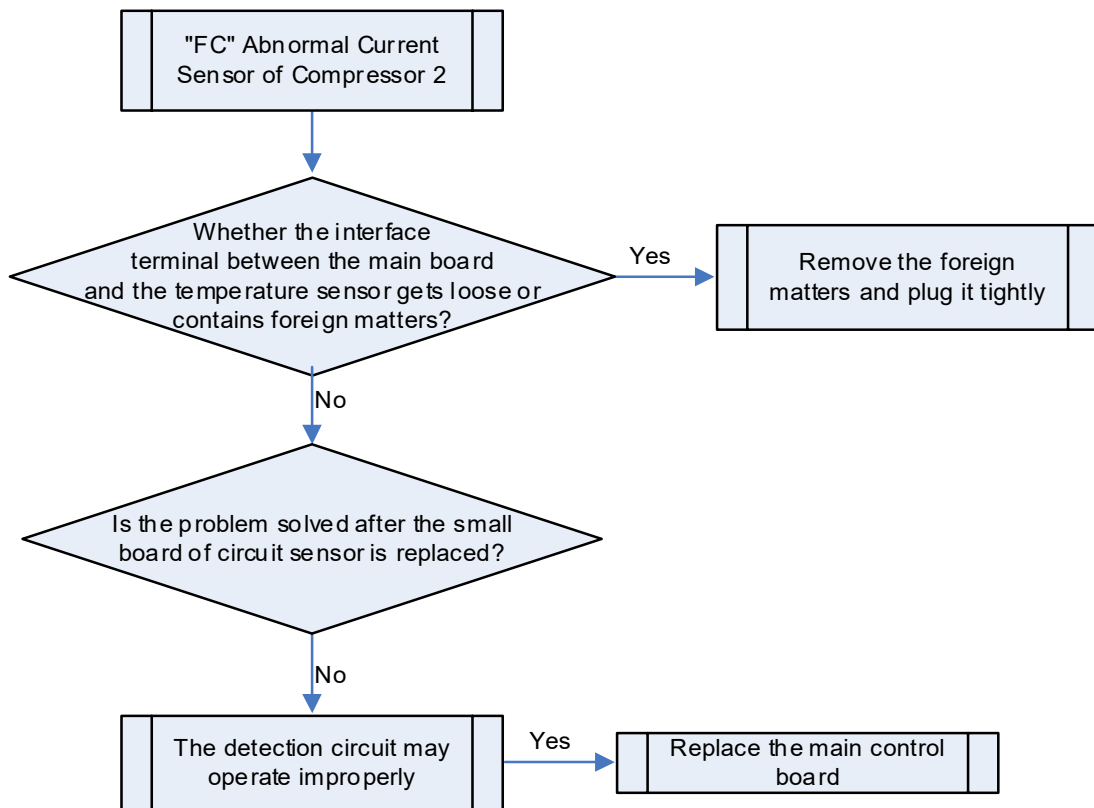 "FC" Abnormal Current
Sensor of Compressor 2
Whether the interface
terminal between the main board
and the temperature sensor gets loose or
contains foreign matters?
Yes
Remove the foreign
matters and plug it tightly
No
Is the problem solved after the small
board of circuit sensor is replaced?
No
The detection circuit may
operate improperly
Yes
Replace the main control
board